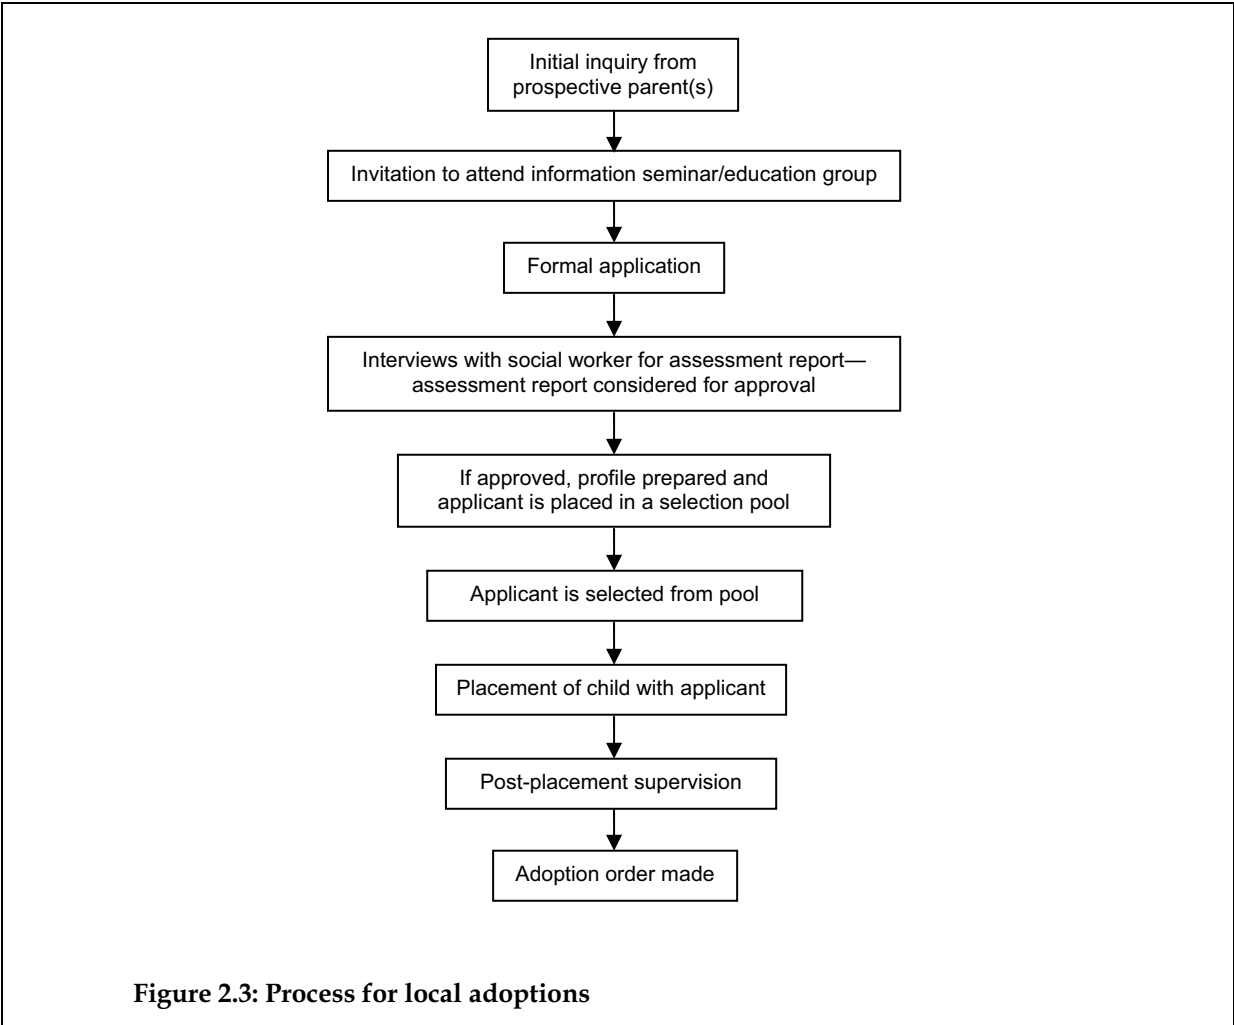 Initial inquiry from
prospective parent(s)
Invitation to attend information seminar/education group
Formal application
Interviews with social worker for assessment report—
assessment report considered for approval
If approved, profile prepared and
applicant is placed in a selection pool
Applicant is selected from pool
Placement of child with applicant
Post-placement supervision
Adoption order made
Figure 2.3: Process for local adoptions